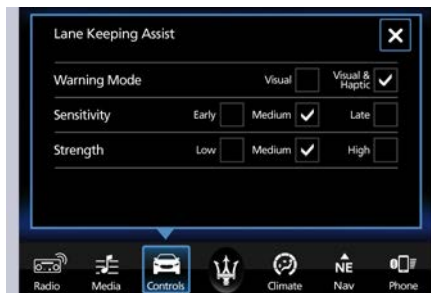 Lane Keeping Assist
Warning Mode Visual Visual & Haptic
Sensitivity Early Medium Late
Strength Low Medium High
NE
Radio Media Controls Climate Nav Phone